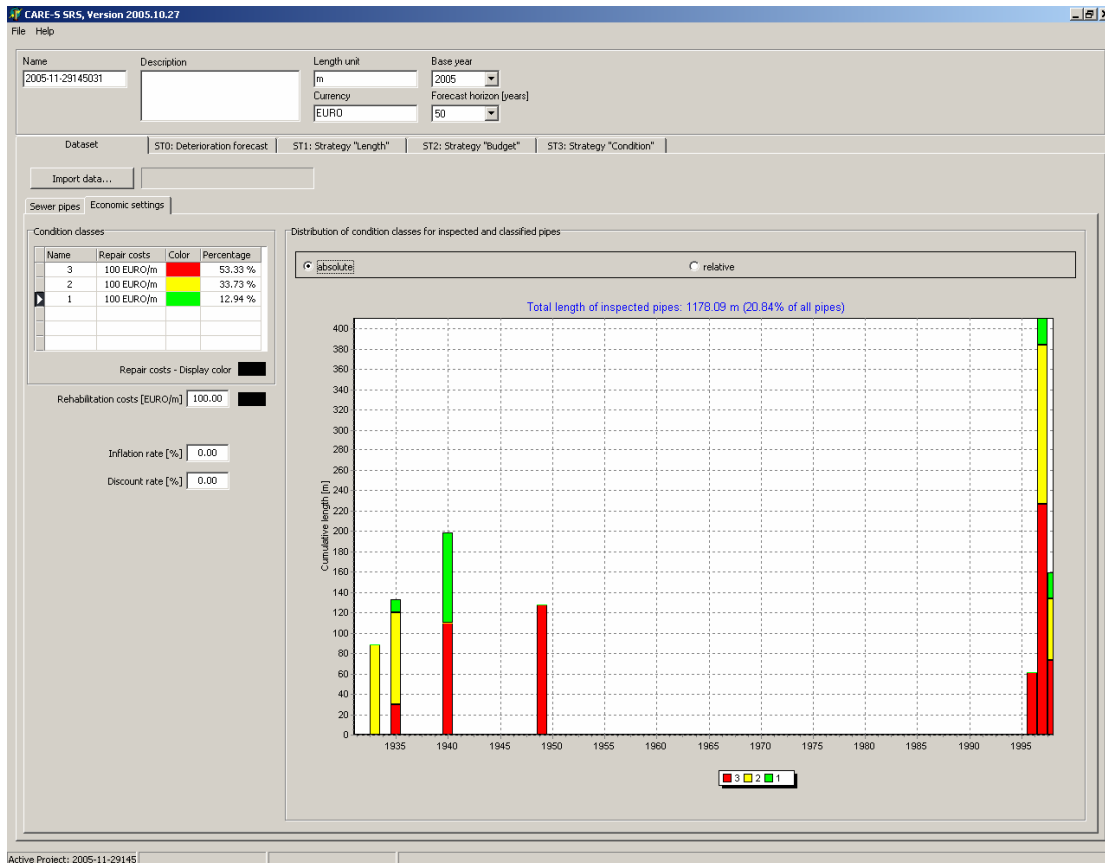 CARE-S SRS, Version 2005.10.27
File Help
Name Description Length unit Base year
2005-11-29145031 m 2005
Currency Forecast horizon [years]
EURO 50
Dataset ST0: Deterioration forecast ST1: Strategy "Length" ST2: Strategy "Budget" ST3: Strategy "Condition"
Import data...
Sewer pipes Economic settings
Condition classes
Name Repair costs Color Percentage
3 100 EURO/m 53.33 %
2 100 EURO/m 33.73 %
1 100 EURO/m 12.94 %
Repair costs - Display color
Rehabilitation costs [EURO/m] 100.00
Inflation rate [%] 0.00
Discount rate [%] 0.00
Distribution of condition classes for inspected and classified pipes
absolute relative
Total length of inspected pipes: 1178.09 m (20.84% of all pipes)
Cumulative length [m]
400
380
360
340
320
300
280
260
240
220
200
180
160
140
120
100
80
60
40
20
0
1935 1940 1945 1950 1955 1960 1965 1970 1975 1980 1985 1990 1995
3 2 1
Active Project: 2005-11-29145